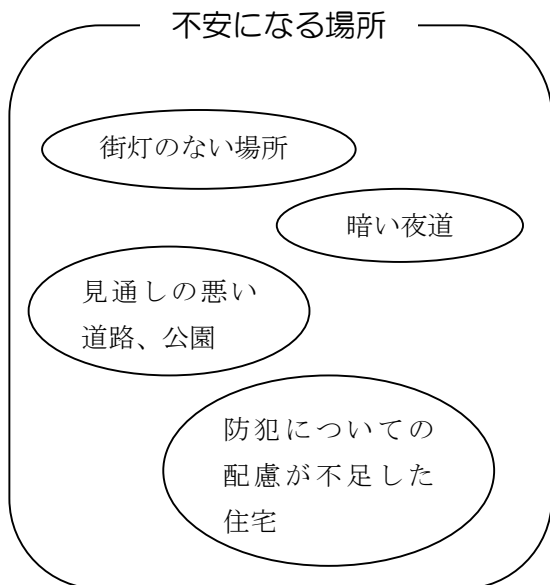 不安になる場所
街灯のない場所
暗い夜道
見通しの悪い
道路、公園
防犯についての
配慮が不足した
住宅